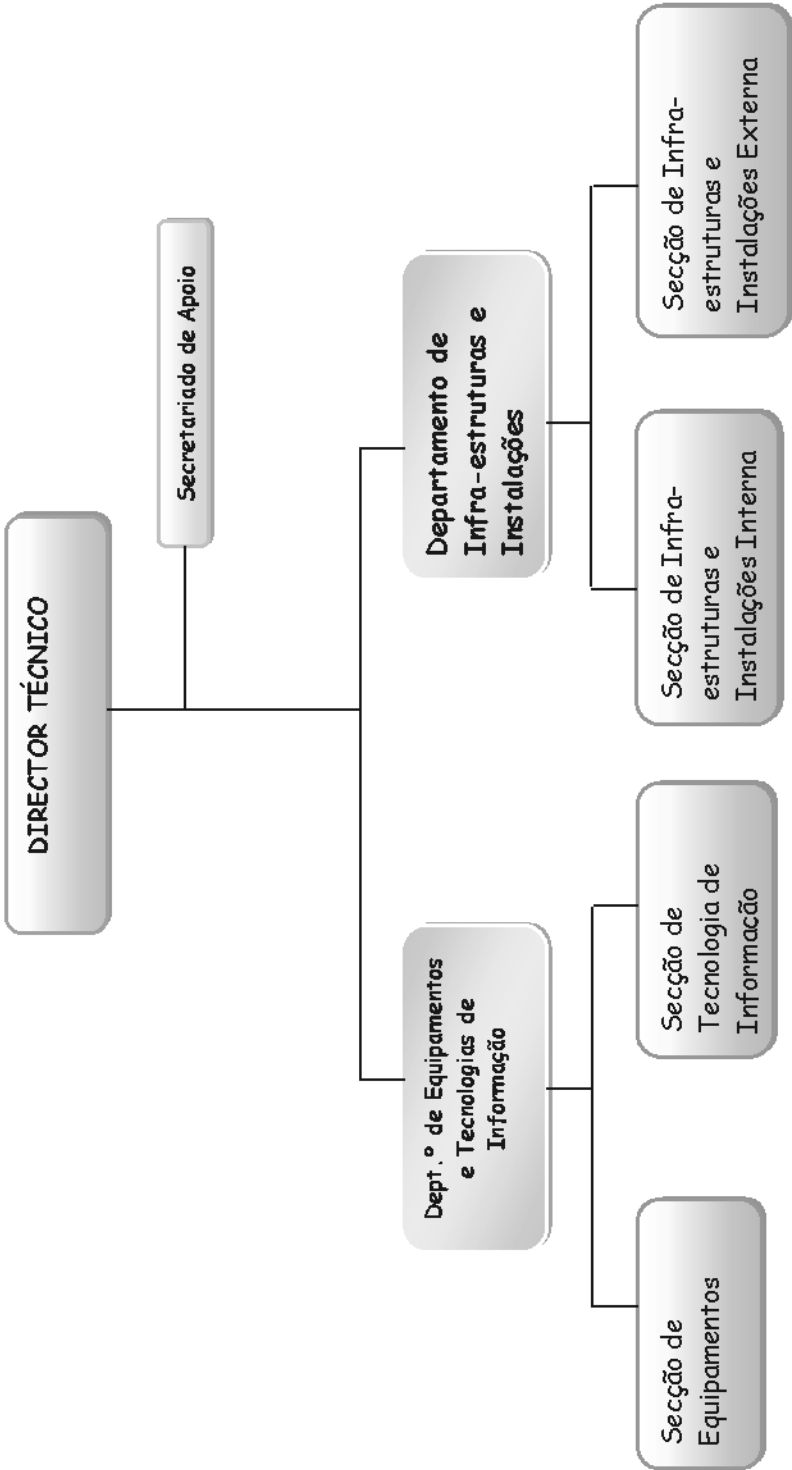 DIRECTOR TÉCNICO
Secretariado de Apoio
Dept.º de Equipamentos
e Tecnologias de
Informação
Departamento de
Infra-estruturas e
Instalações
Secção de
Equipamentos
Secção de
Tecnologia de
Informação
Secção de Infra-
estruturas e
Instalações Interna
Secção de Infra-
estruturas e
Instalações Externa